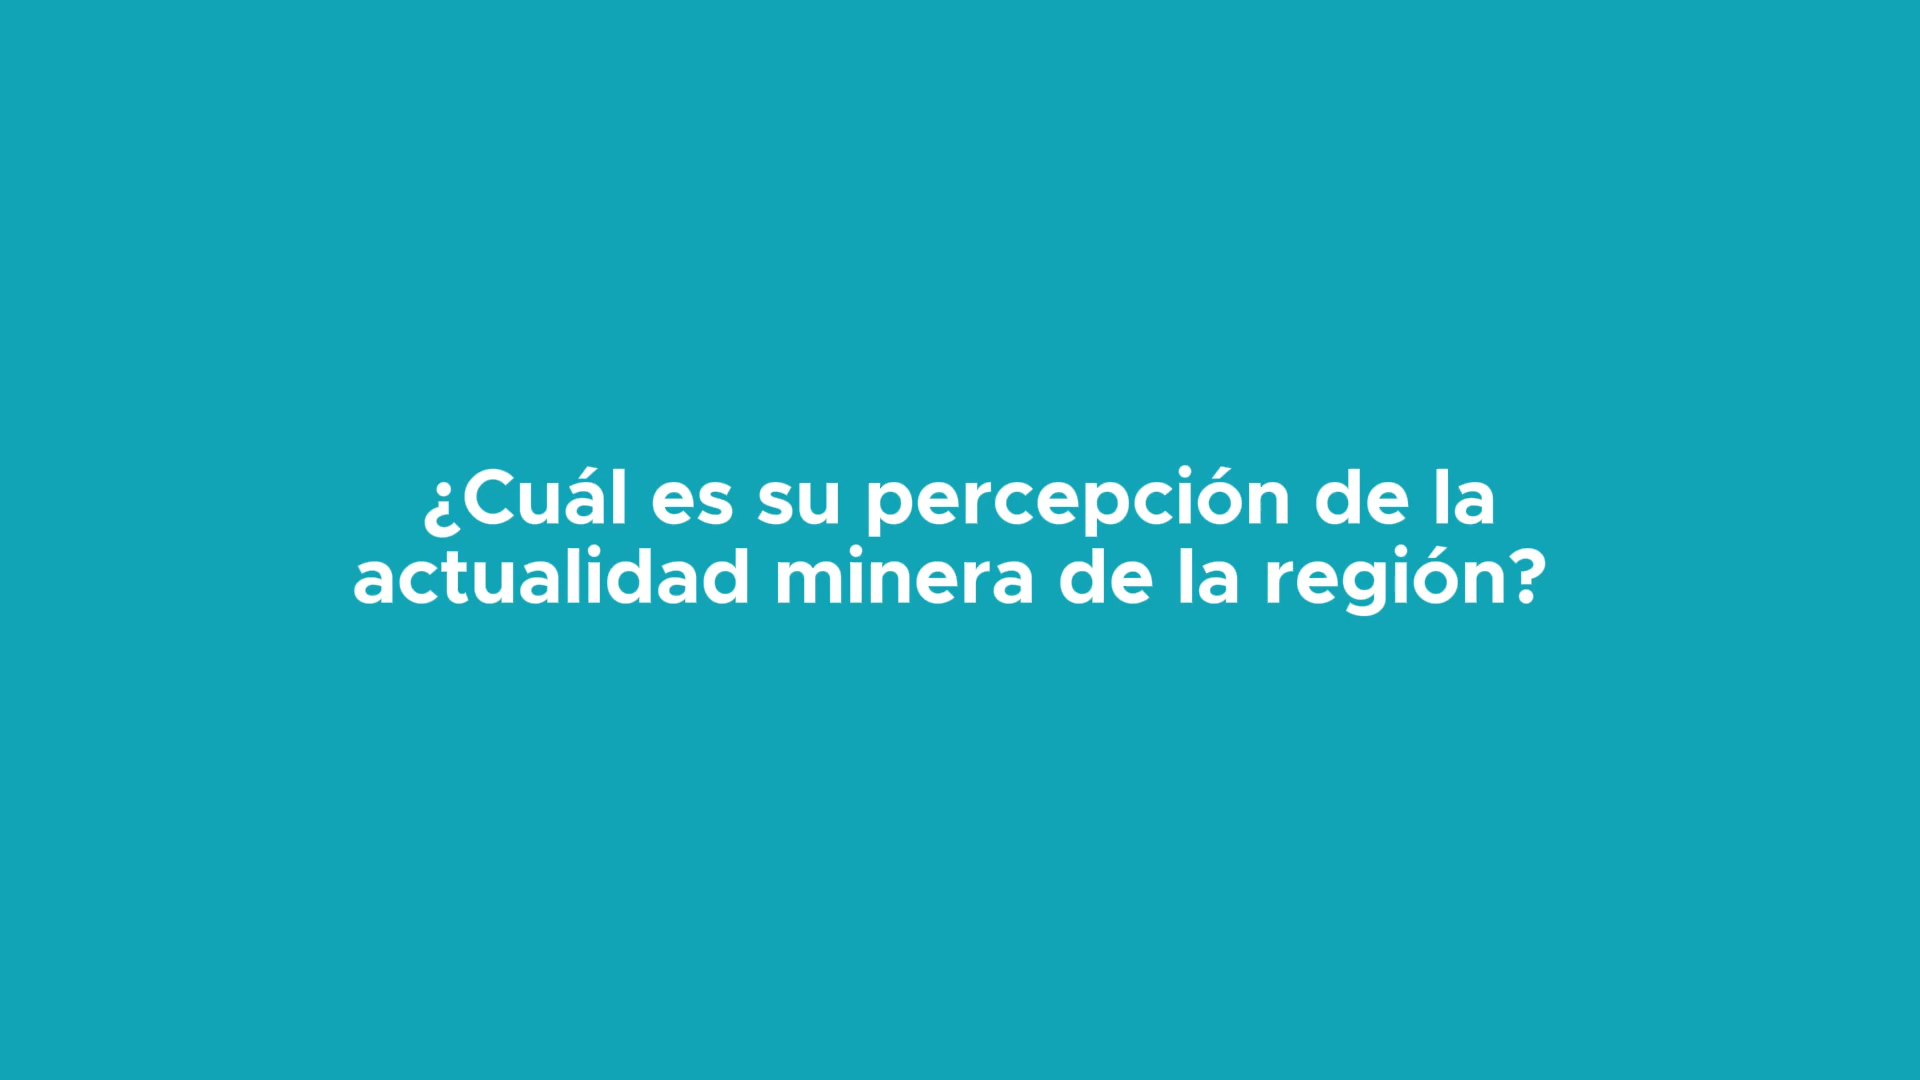 ¿Cuál es su percepción de la
actualidad minera de la región?